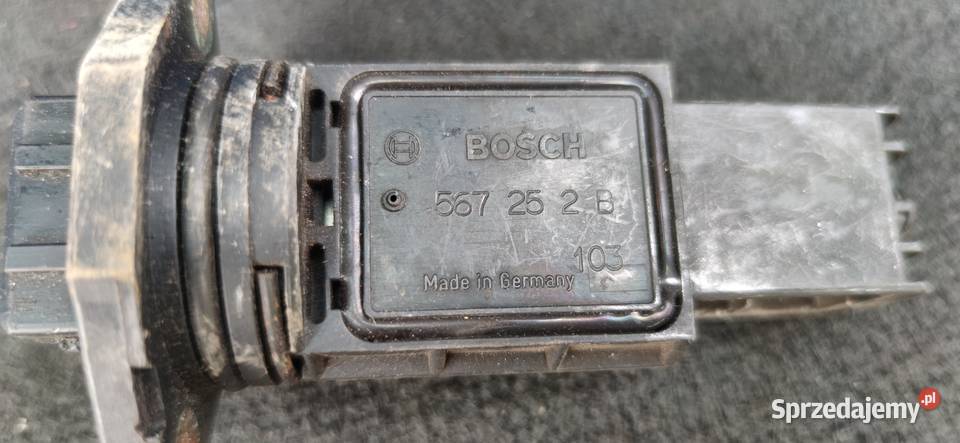 BOSCH
567 25 2 B
103
Made in Germany
Sprzedajemy.pl